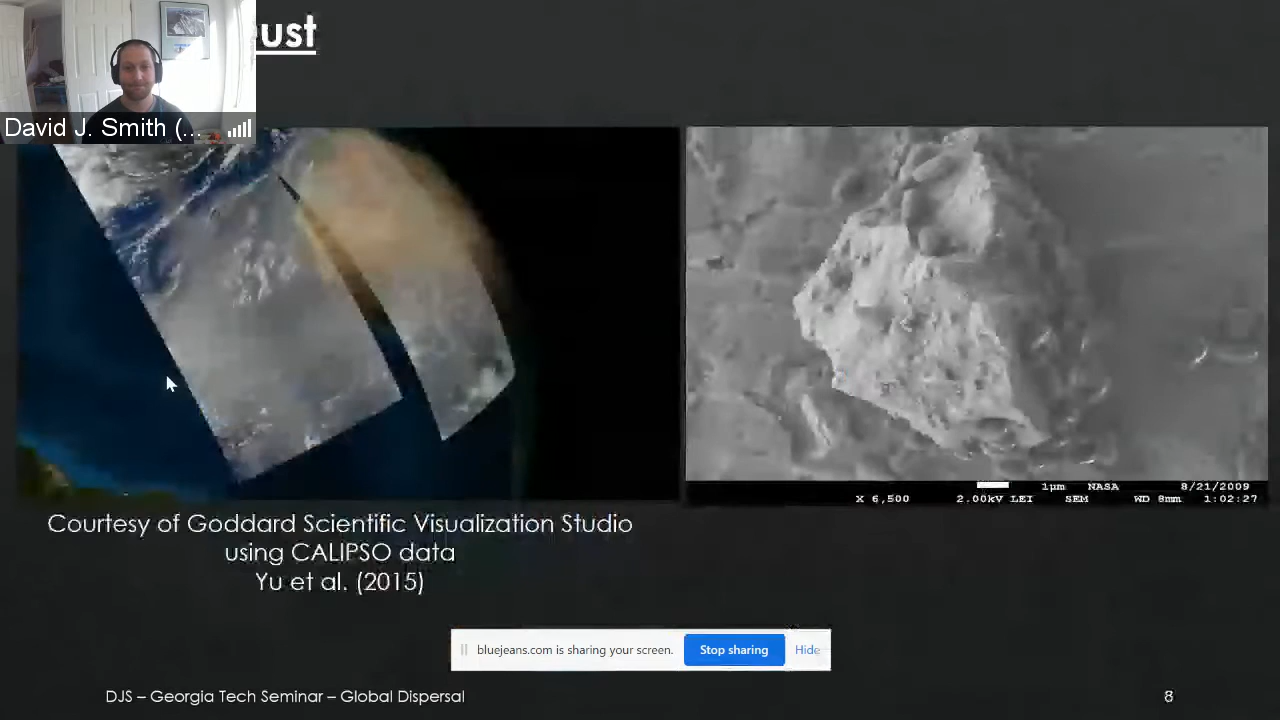 ust
David J. Smith (...
X 6,500
1µm NASA 8/21/2009
2.00kV LEI SEM WD 8mm 1:02:27
Courtesy of Goddard Scientific Visualization Studio
using CALIPSO data
Yu et al. (2015)
bluejeans.com is sharing your screen. Stop sharing Hide
DJS – Georgia Tech Seminar – Global Dispersal 8